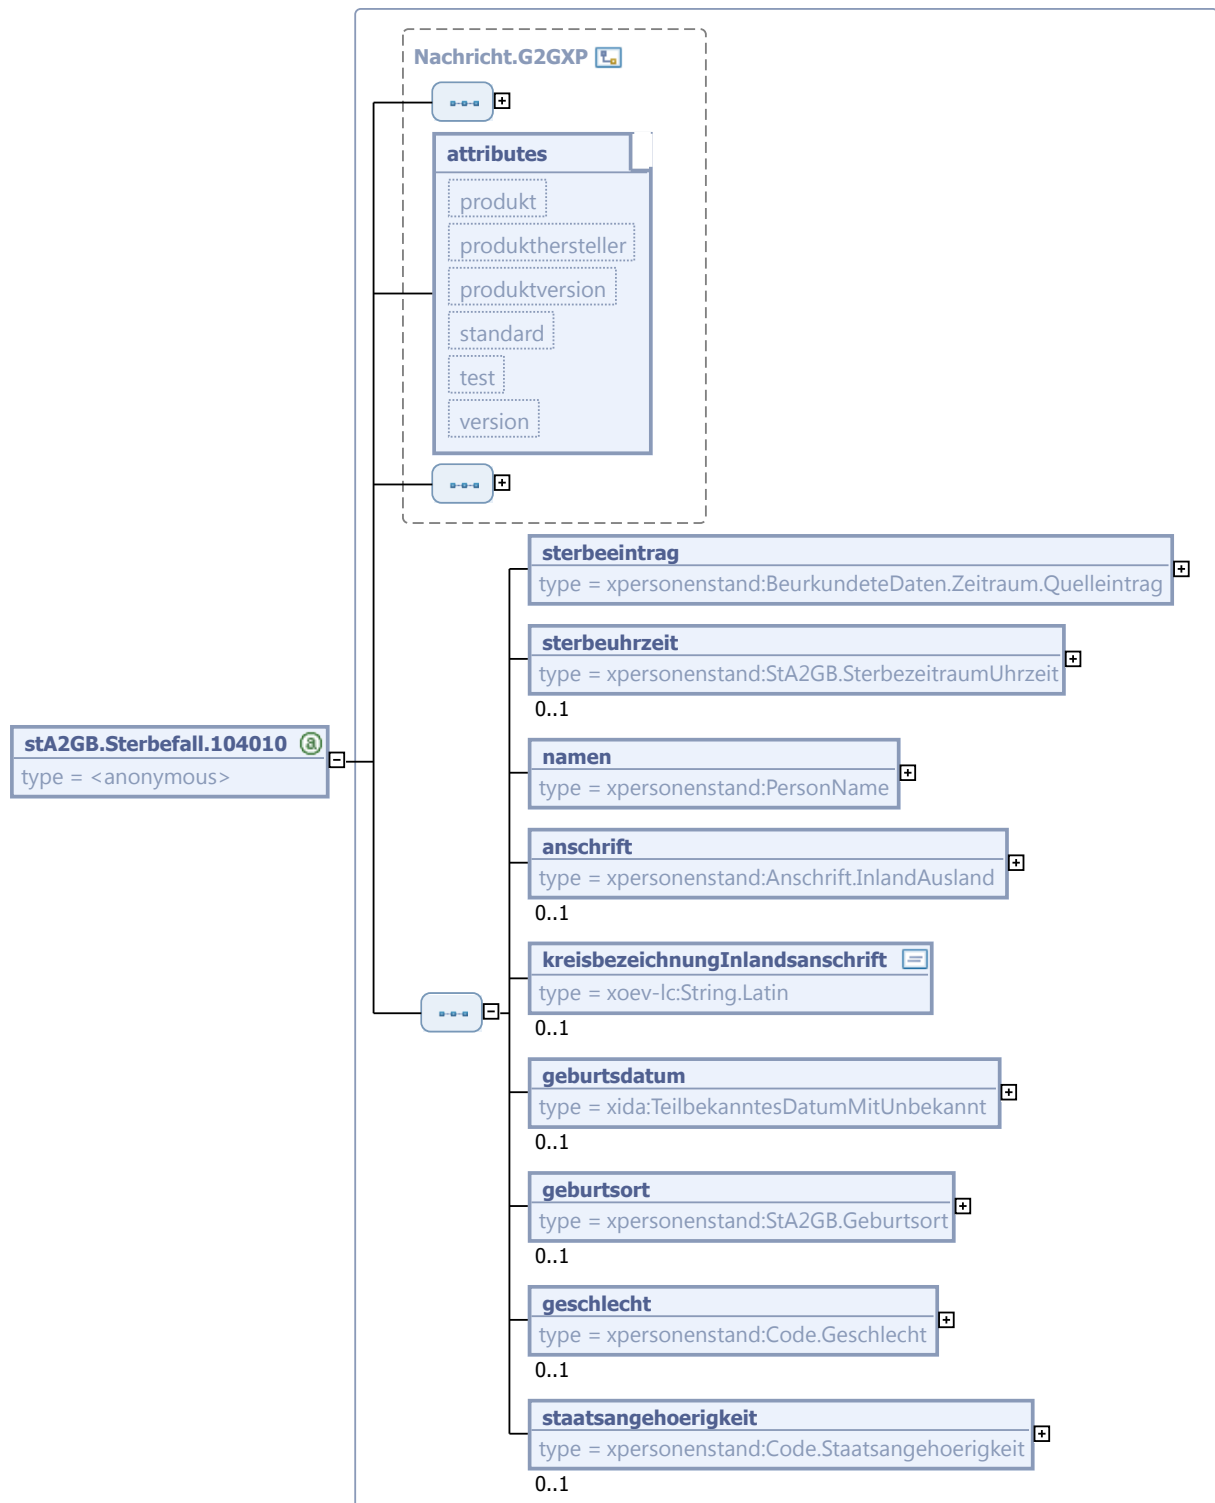 Nachricht.G2GXP
attributes
produkt
produkthersteller
produktversion
standard
test
version
sterbeeintrag
type = xpersonenstand:BeurkundeteDaten.Zeitraum.Quelleintrag
sterbeuhrzeit
type = xpersonenstand:StA2GB.SterbezeitraumUhrzeit
0..1
stA2GB.Sterbefall.104010 a
type = <anonymous>
namen
type = xpersonenstand:PersonName
anschrift
type = xpersonenstand:Anschrift.InlandAusland
0..1
kreisbezeichnungInlandsanschrift
type = xoev-lc:String.Latin
0..1
geburtsdatum
type = xida:TeilbekanntesDatumMitUnbekannt
0..1
geburtsort
type = xpersonenstand:StA2GB.Geburtsort
0..1
geschlecht
type = xpersonenstand:Code.Geschlecht
0..1
staatsangehoerigkeit
type = xpersonenstand:Code.Staatsangehoerigkeit
0..1